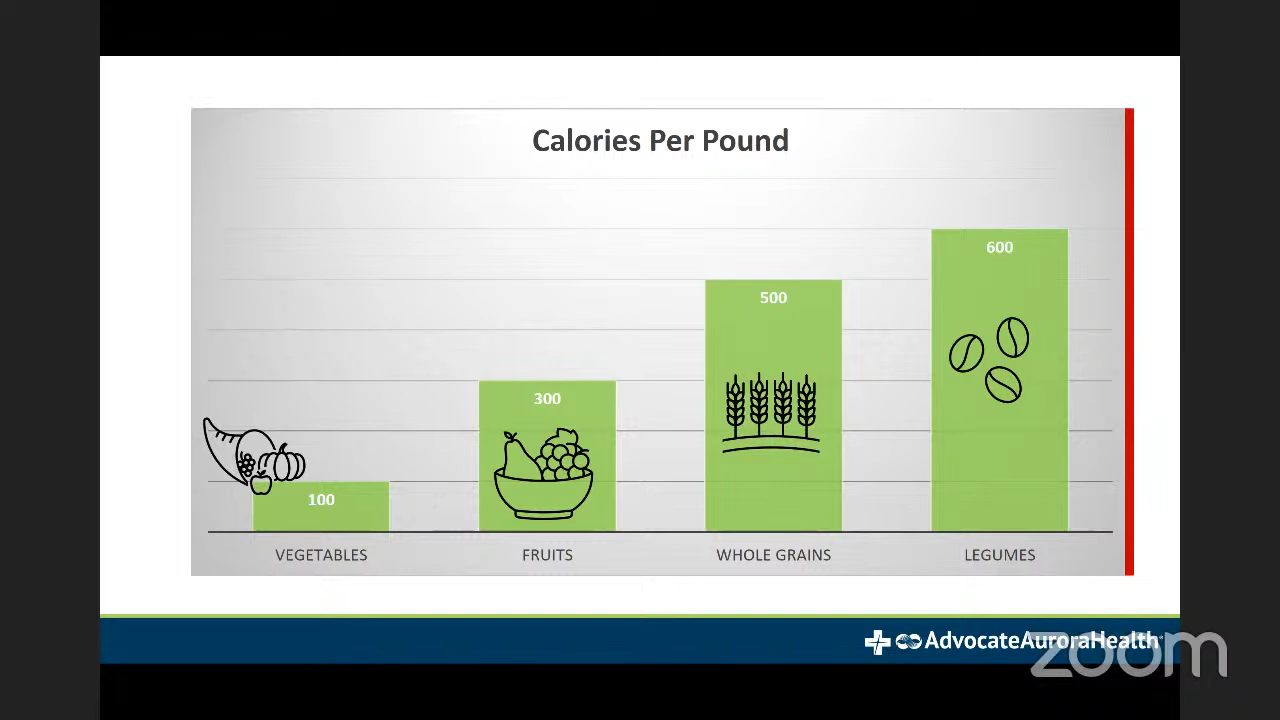 Calories Per Pound
600
500
300
100
VEGETABLES
FRUITS
WHOLE GRAINS
LEGUMES
AdvocateAuroraHealth
zoom